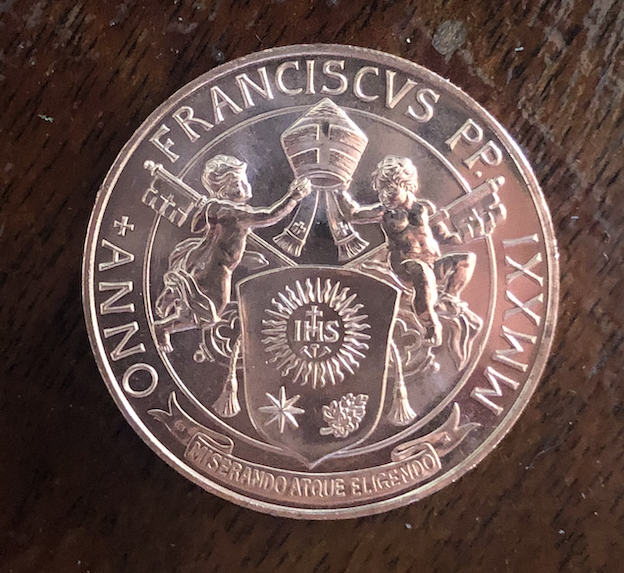 FRANCISCVS PP.
+ ANNO MMXXI
IHS
MISERANDO ATQUE ELIGENDO